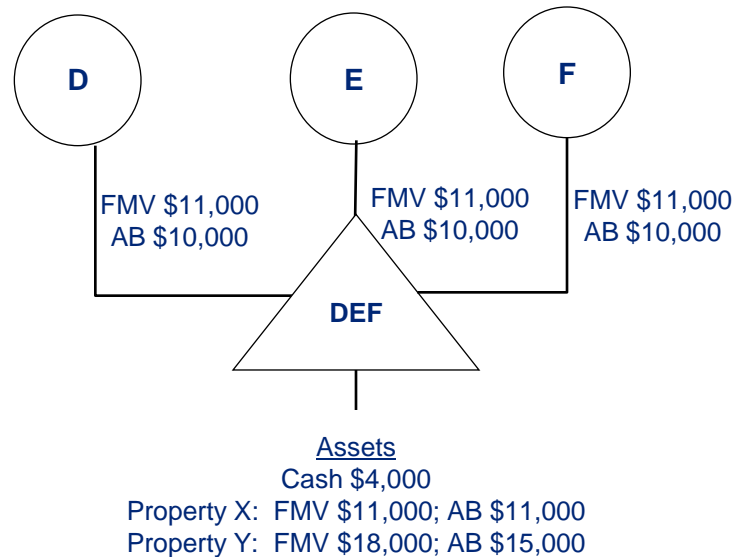 D
E
F
FMV $11,000
AB $10,000
FMV $11,000
AB $10,000
FMV $11,000
AB $10,000
DEF
Assets
Cash $4,000
Property X: FMV $11,000; AB $11,000
Property Y: FMV $18,000; AB $15,000